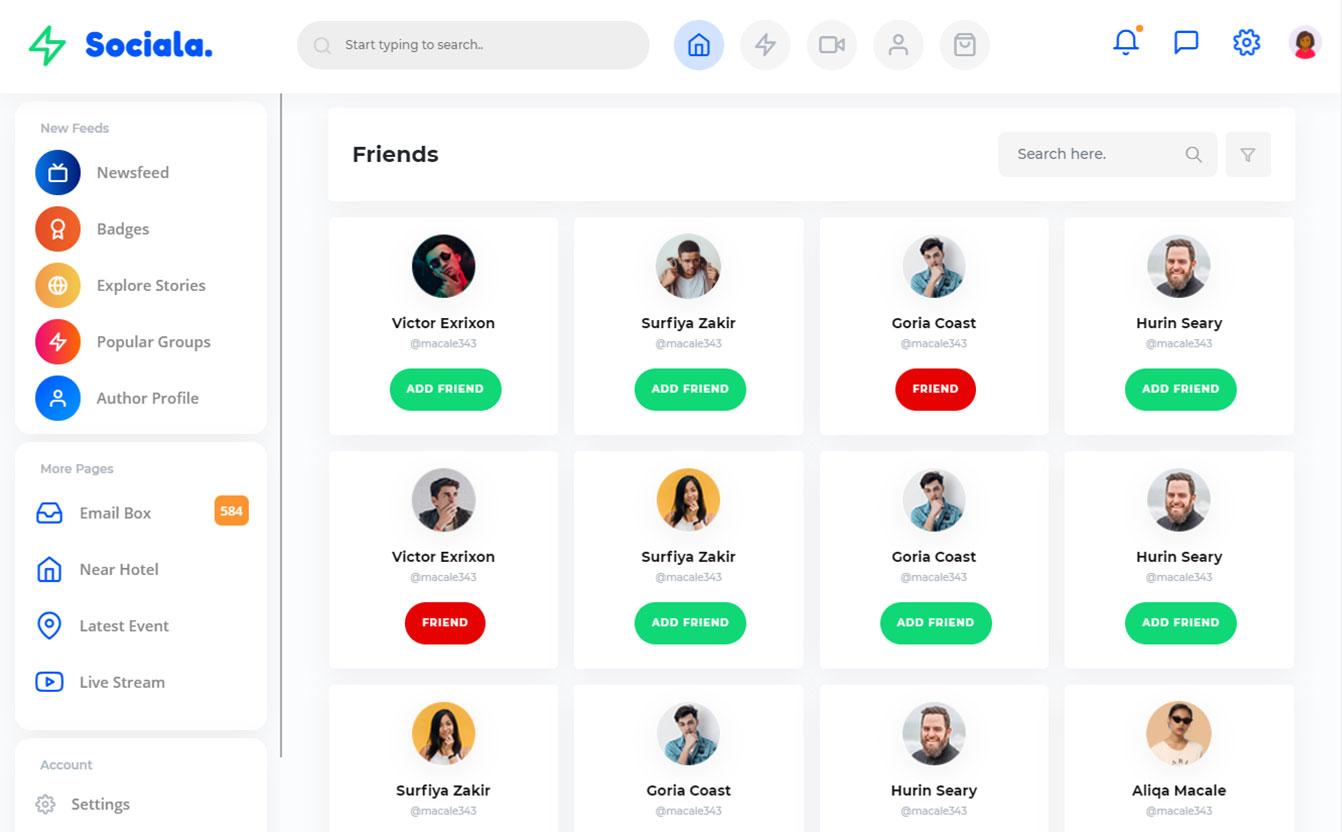 Sociala.
Start typing to search..
New Feeds
Newsfeed
Badges
Explore Stories
Popular Groups
Author Profile
More Pages
Email Box
584
Near Hotel
Latest Event
Live Stream
Account
Settings
Friends
Search here.
Victor Exrixon
@macale343
ADD FRIEND
Surfiya Zakir
@macale343
ADD FRIEND
Goria Coast
@macale343
FRIEND
Hurin Seary
@macale343
ADD FRIEND
Victor Exrixon
@macale343
FRIEND
Surfiya Zakir
@macale343
ADD FRIEND
Goria Coast
@macale343
ADD FRIEND
Hurin Seary
@macale343
ADD FRIEND
Surfiya Zakir
@macale343
Goria Coast
@macale343
Hurin Seary
@macale343
Aliqa Macale
@macale343